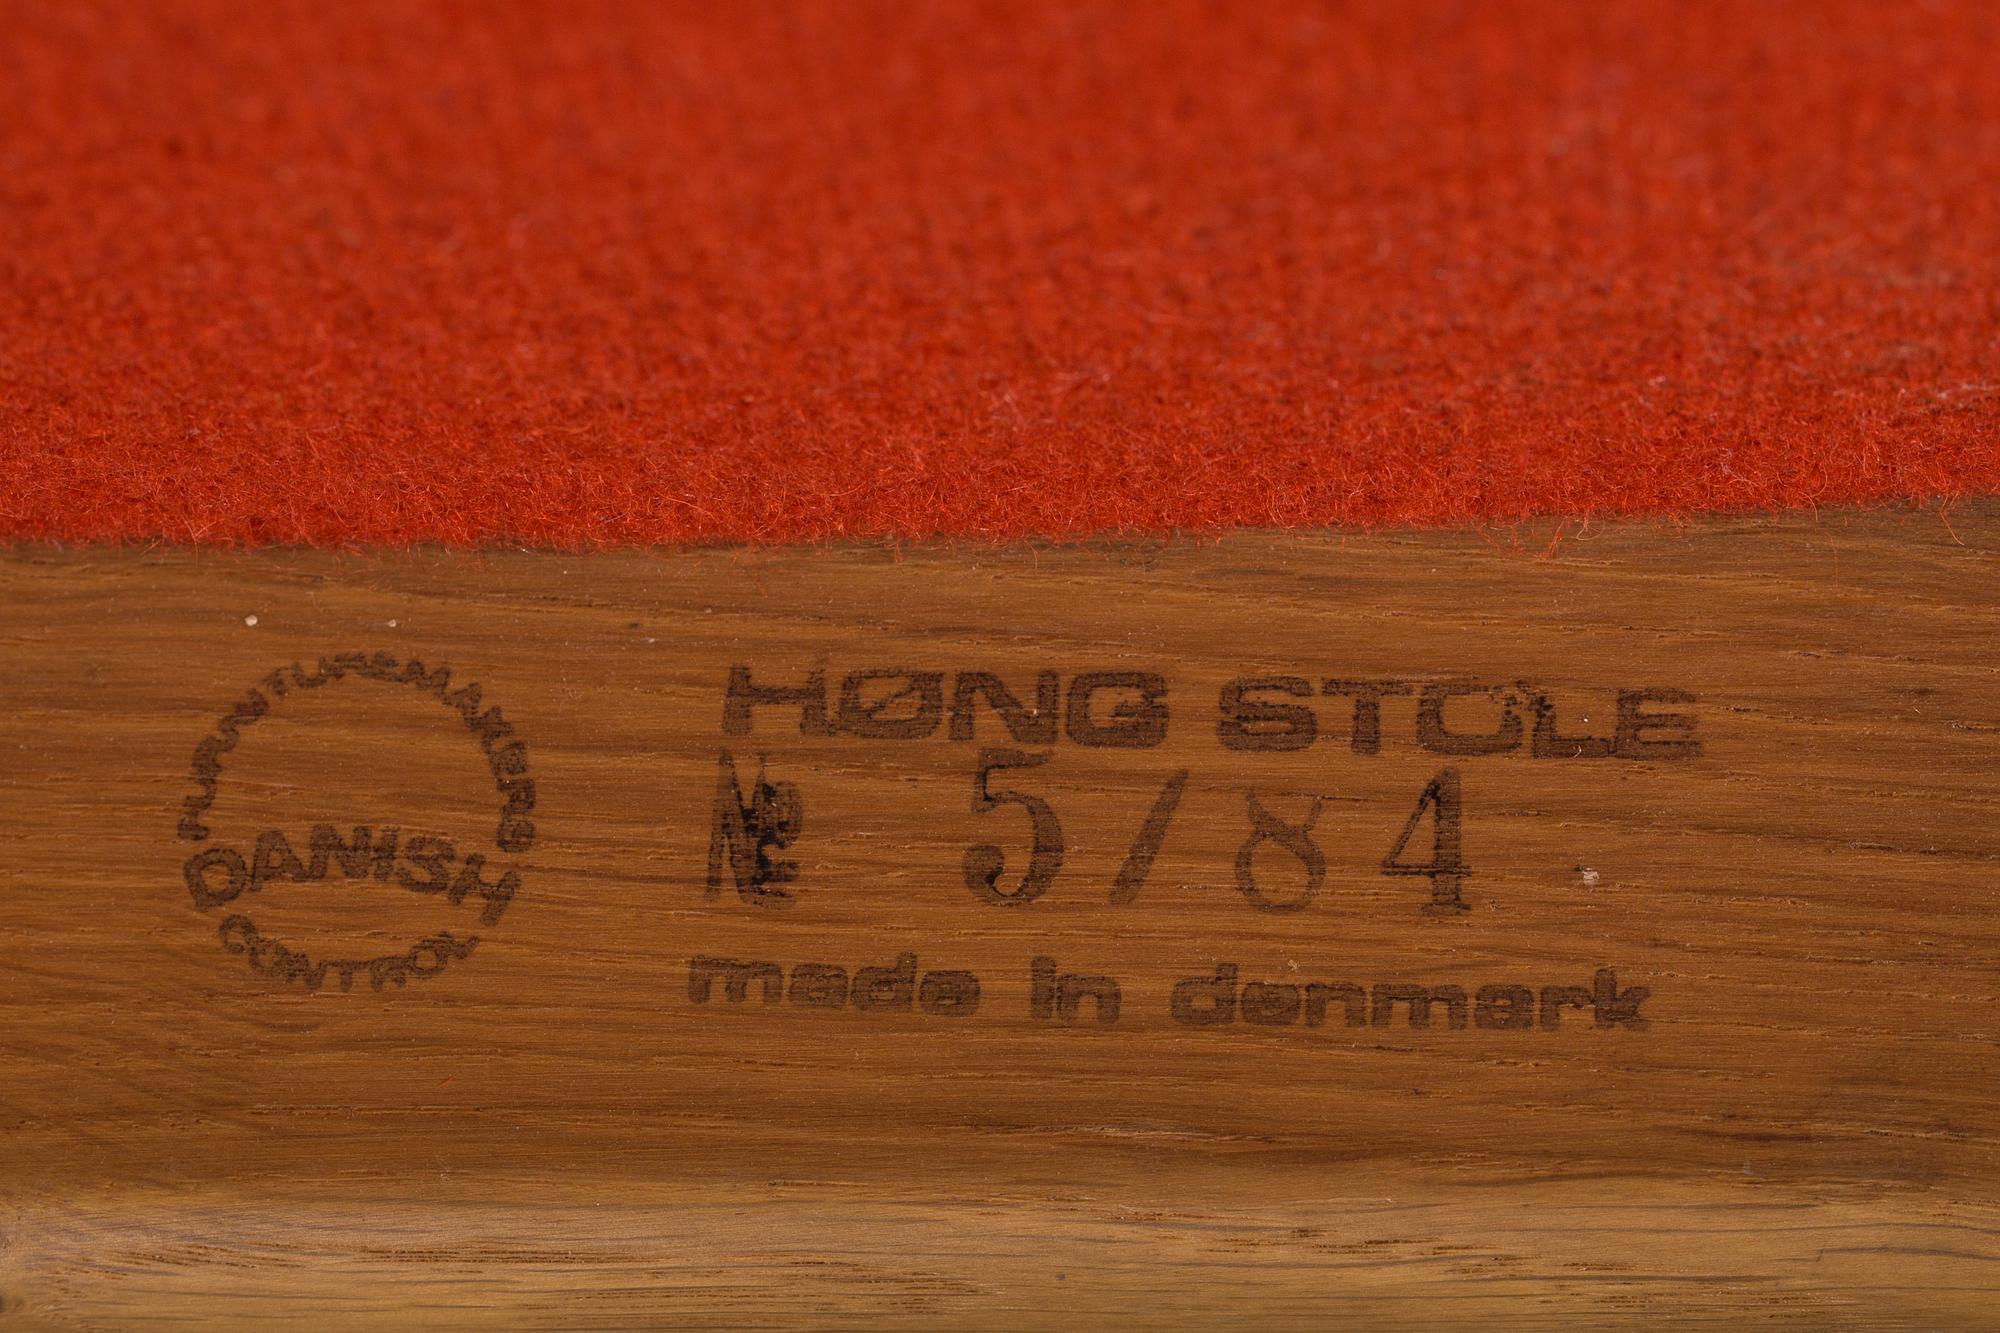 FURNITUREMAKERS
DANISH
CONTROL
HØNG STOLE
№ 5/84
made in denmark